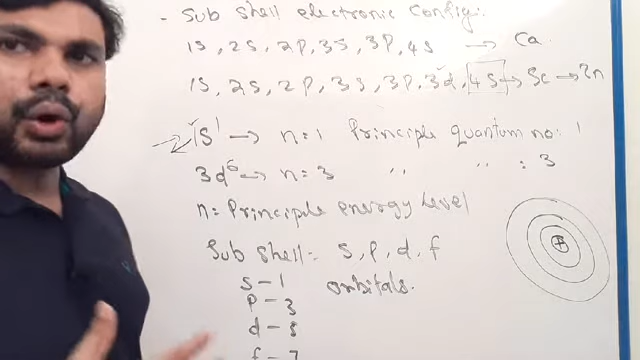 - Sub shell electronic config:
1s, 2s, 2p, 3s, 3p, 4s → Ca
1s, 2s, 2p, 3s, 3p, 3d, 4s → Sc → Zn
1s¹ → n=1 Principle quantum no: 1
3d⁶ → n=3 " " : 3
n= Principle energy Level
Sub shell:- s, p, d, f
s - 1 orbitals.
p - 3
d - 5
f - 7
+